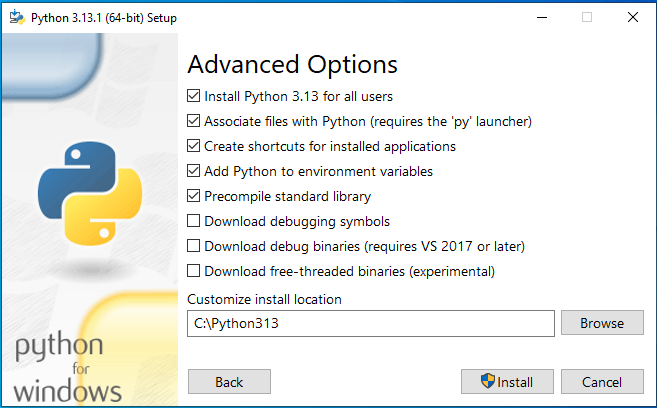 Python 3.13.1 (64-bit) Setup
Advanced Options
Install Python 3.13 for all users
Associate files with Python (requires the 'py' launcher)
Create shortcuts for installed applications
Add Python to environment variables
Precompile standard library
Download debugging symbols
Download debug binaries (requires VS 2017 or later)
Download free-threaded binaries (experimental)
Customize install location
C:\Python313
Browse
python
for
windows
Back
Install
Cancel